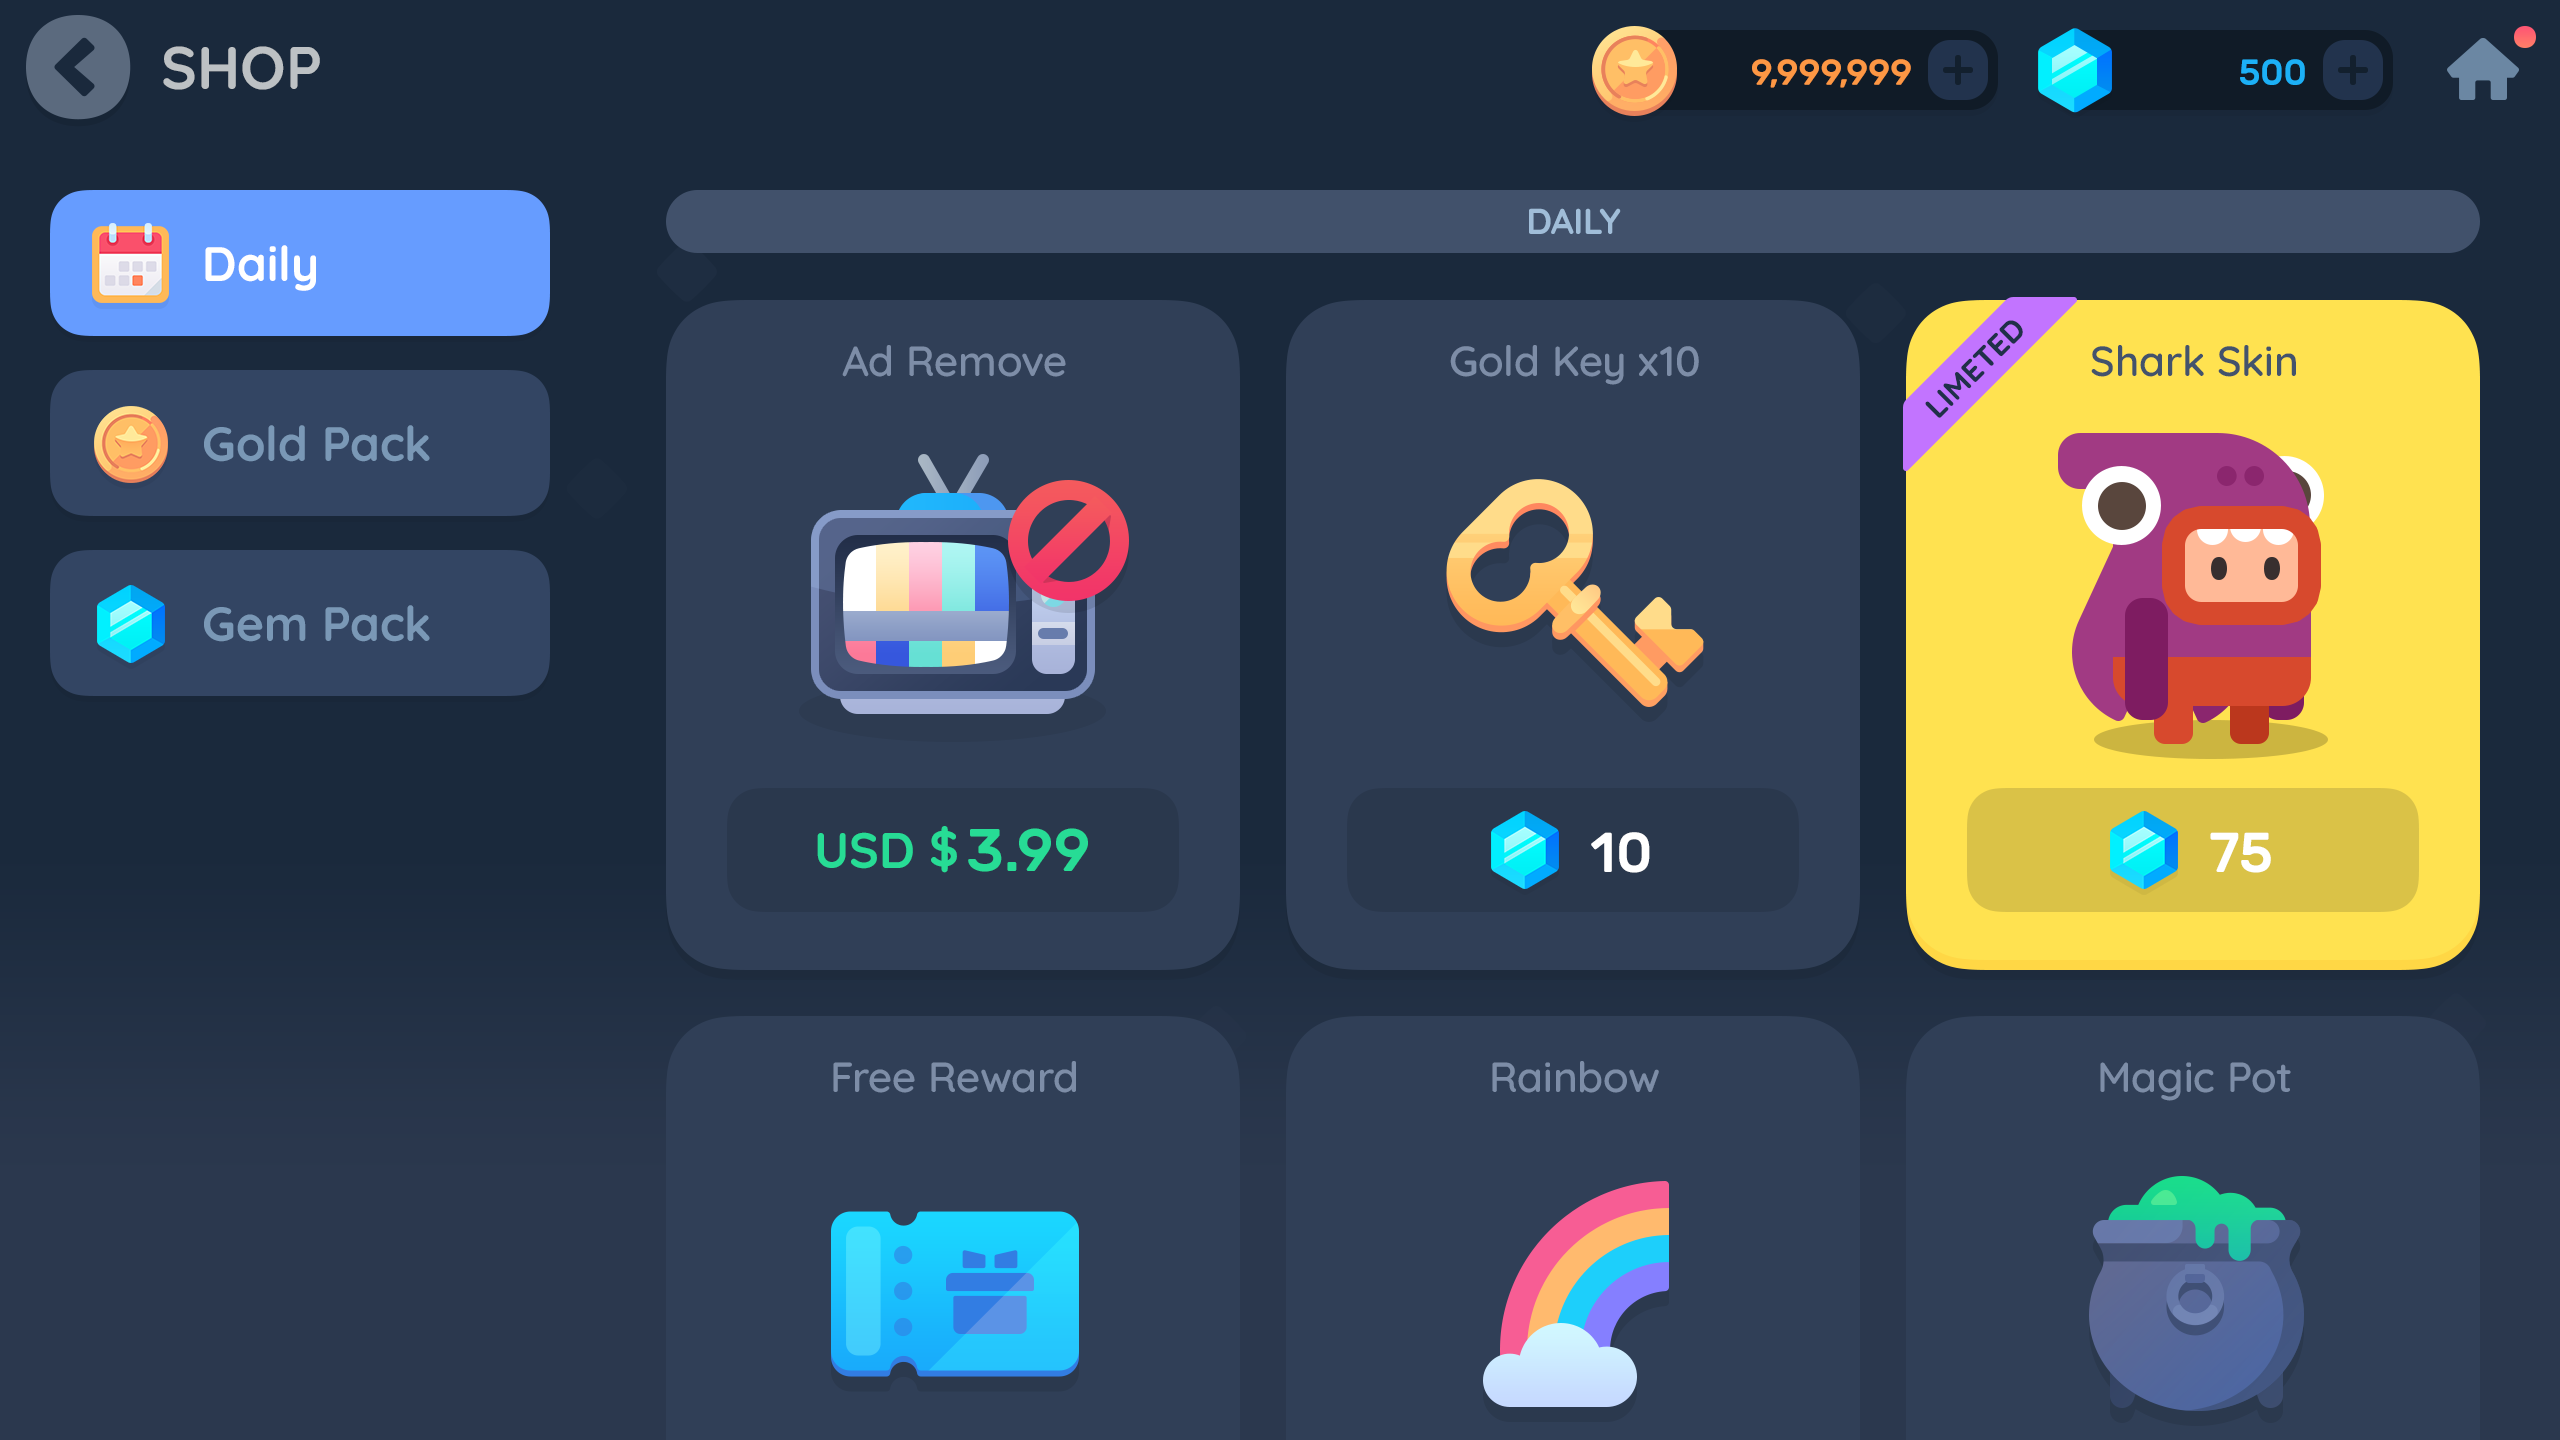 SHOP
9,999,999
500
Daily
Gold Pack
Gem Pack
DAILY
Ad Remove
USD $3.99
Gold Key x10
10
LIMETED
Shark Skin
75
Free Reward
Rainbow
Magic Pot